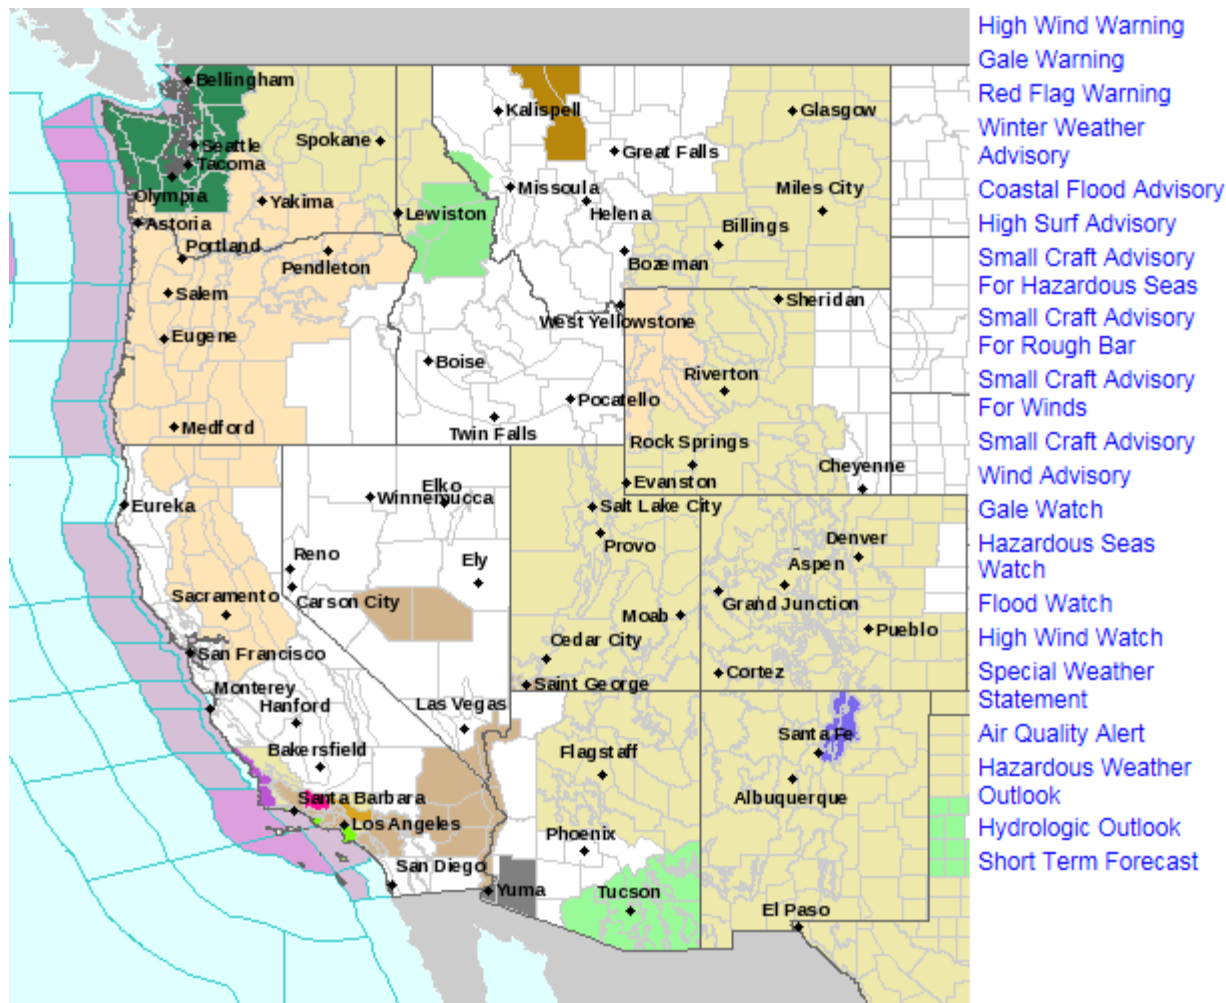 High Wind Warning
Gale Warning
Red Flag Warning
Winter Weather
Advisory
Coastal Flood Advisory
High Surf Advisory
Small Craft Advisory
For Hazardous Seas
Small Craft Advisory
For Rough Bar
Small Craft Advisory
For Winds
Small Craft Advisory
Wind Advisory
Gale Watch
Hazardous Seas
Watch
Flood Watch
High Wind Watch
Special Weather
Statement
Air Quality Alert
Hazardous Weather
Outlook
Hydrologic Outlook
Short Term Forecast
Bellingham
Kalispell
Glasgow
Spokane
Seattle
Great Falls
Tacoma
Missoula
Miles City
Olympia
Yakima
Lewiston
Helena
Astoria
Billings
Portland
Pendleton
Bozeman
Salem
Sheridan
West Yellowstone
Eugene
Boise
Riverton
Pocatello
Medford
Twin Falls
Rock Springs
Cheyenne
Evanston
Elko
Winnemucca
Eureka
Salt Lake City
Provo
Denver
Reno
Ely
Aspen
Sacramento
Carson City
Grand Junction
Moab
Pueblo
San Francisco
Cedar City
Cortez
Saint George
Monterey
Hanford
Las Vegas
Santa Fe
Bakersfield
Flagstaff
Santa Barbara
Albuquerque
Los Angeles
Phoenix
San Diego
Yuma
Tucson
El Paso